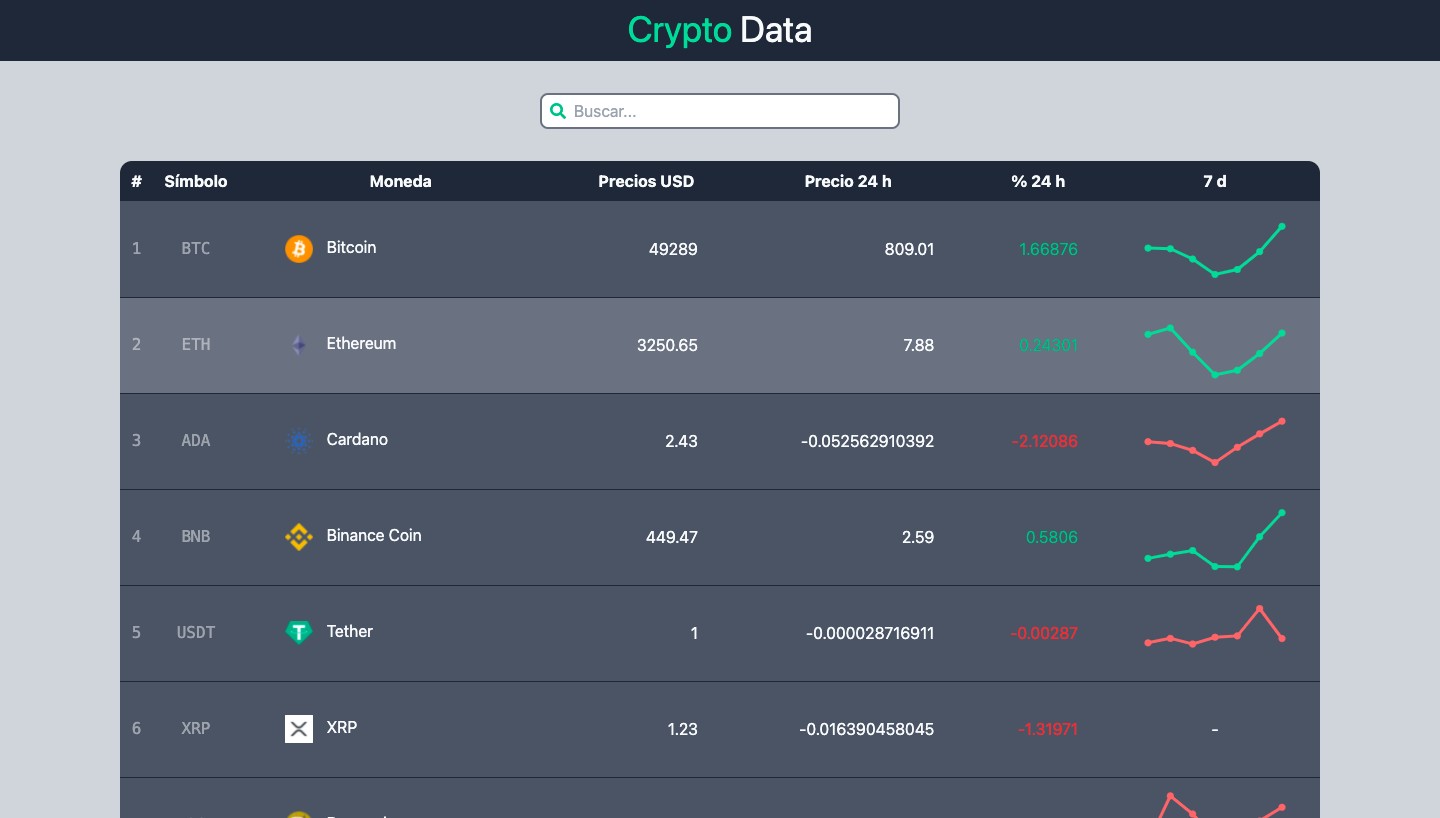 Crypto Data
Buscar...
# Símbolo Moneda Precios USD Precio 24 h % 24 h 7 d
1 BTC Bitcoin 49289 809.01 1.66876
2 ETH Ethereum 3250.65 7.88 0.24301
3 ADA Cardano 2.43 -0.052562910392 -2.12086
4 BNB Binance Coin 449.47 2.59 0.5806
5 USDT Tether 1 -0.000028716911 -0.00287
6 XRP XRP 1.23 -0.016390458045 -1.31971 -